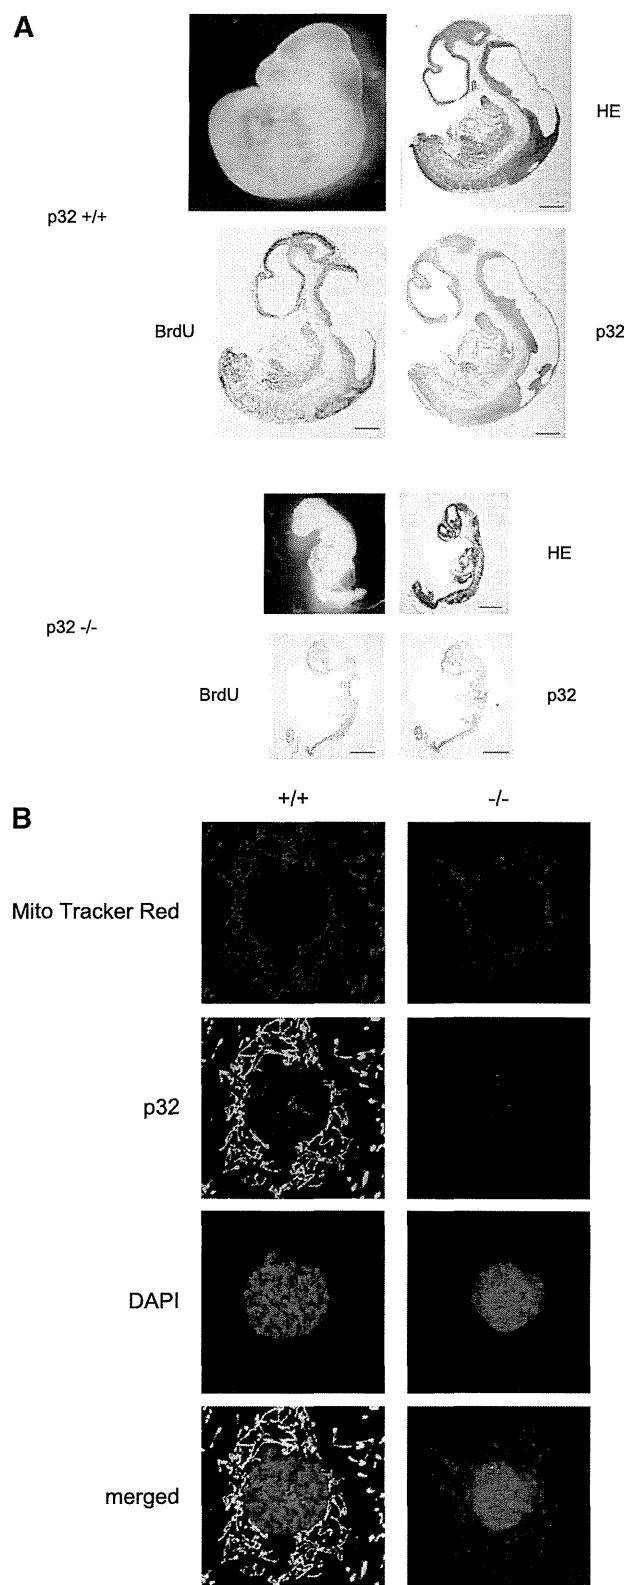 A
HE
p32 +/+
BrdU
p32
HE
p32 -/-
BrdU
p32
B
+/+
-/-
Mito Tracker Red
p32
DAPI
merged